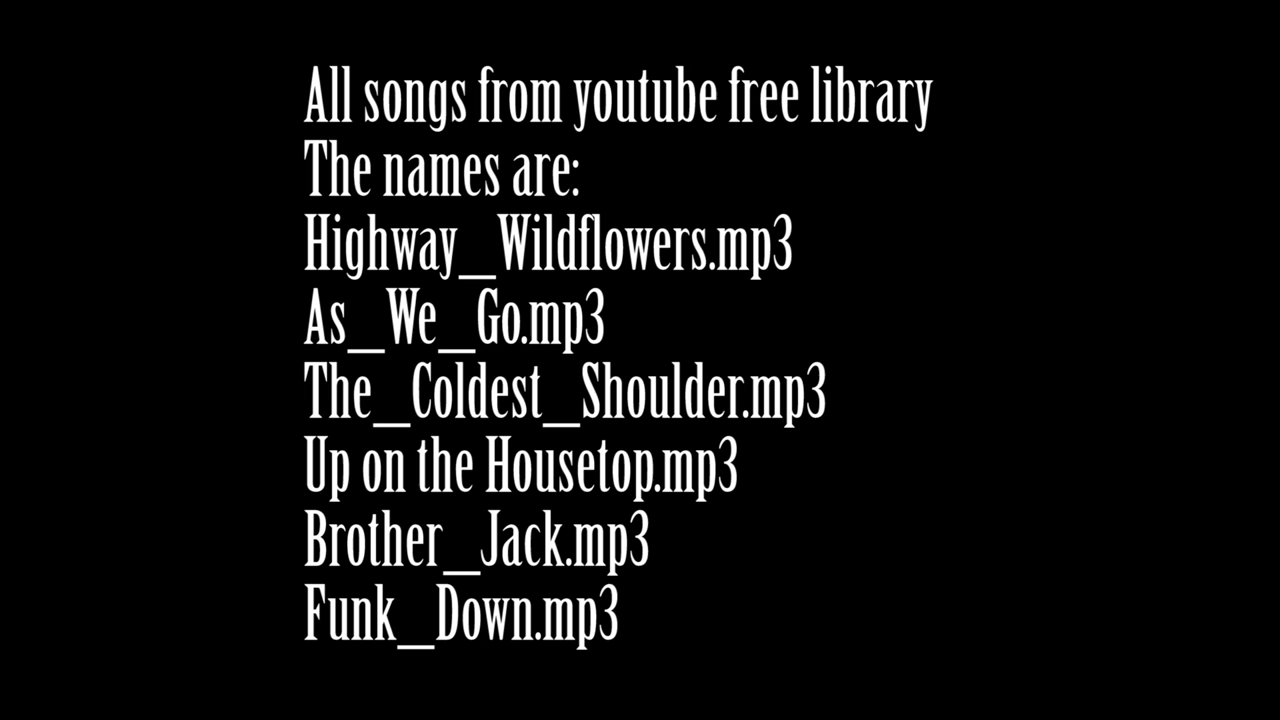 All songs from youtube free library
The names are:
Highway_Wildflowers.mp3
As_We_Go.mp3
The_Coldest_Shoulder.mp3
Up on the Housetop.mp3
Brother_Jack.mp3
Funk_Down.mp3